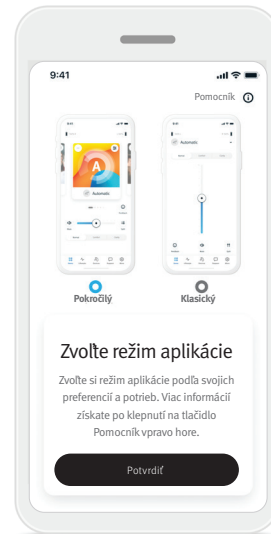 9:41
Pomocník
A
Automatic
Automatic
Pokročilý
Klasický
Zvoľte režim aplikácie
Zvoľte si režim aplikácie podľa svojich
preferencií a potrieb. Viac informácií
získate po klepnutí na tlačidlo
Pomocník vpravo hore.
Potvrdiť